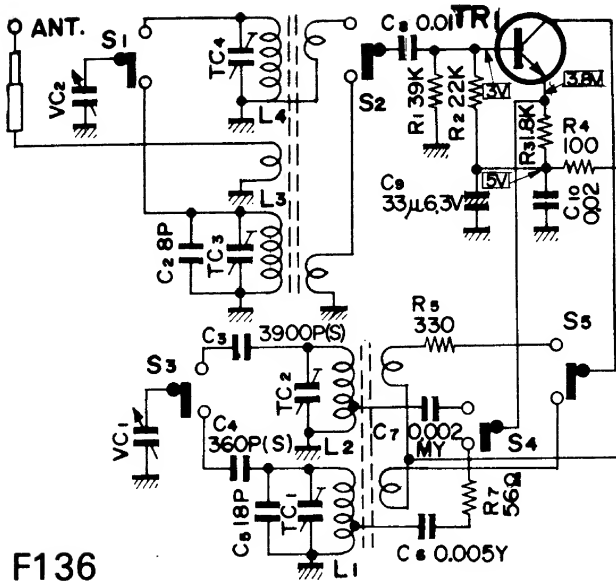 ANT.
S1
VC2
TC4
L4
S2
C8 0.01
TR1
R1 39K
R2 22K
3V
3.8V
R3 1.8K
R4
100
5V
C9
33µ6.3V
C10
0.02
L3
C2 8P
TC3
R5
330
S5
C3 3900P(S)
S3
TC2
VC1
C4
360P(S)
L2
C7 0.002
MY
S4
C5 18P
TC1
L1
R7
56Ω
C6 0.005Y
F136